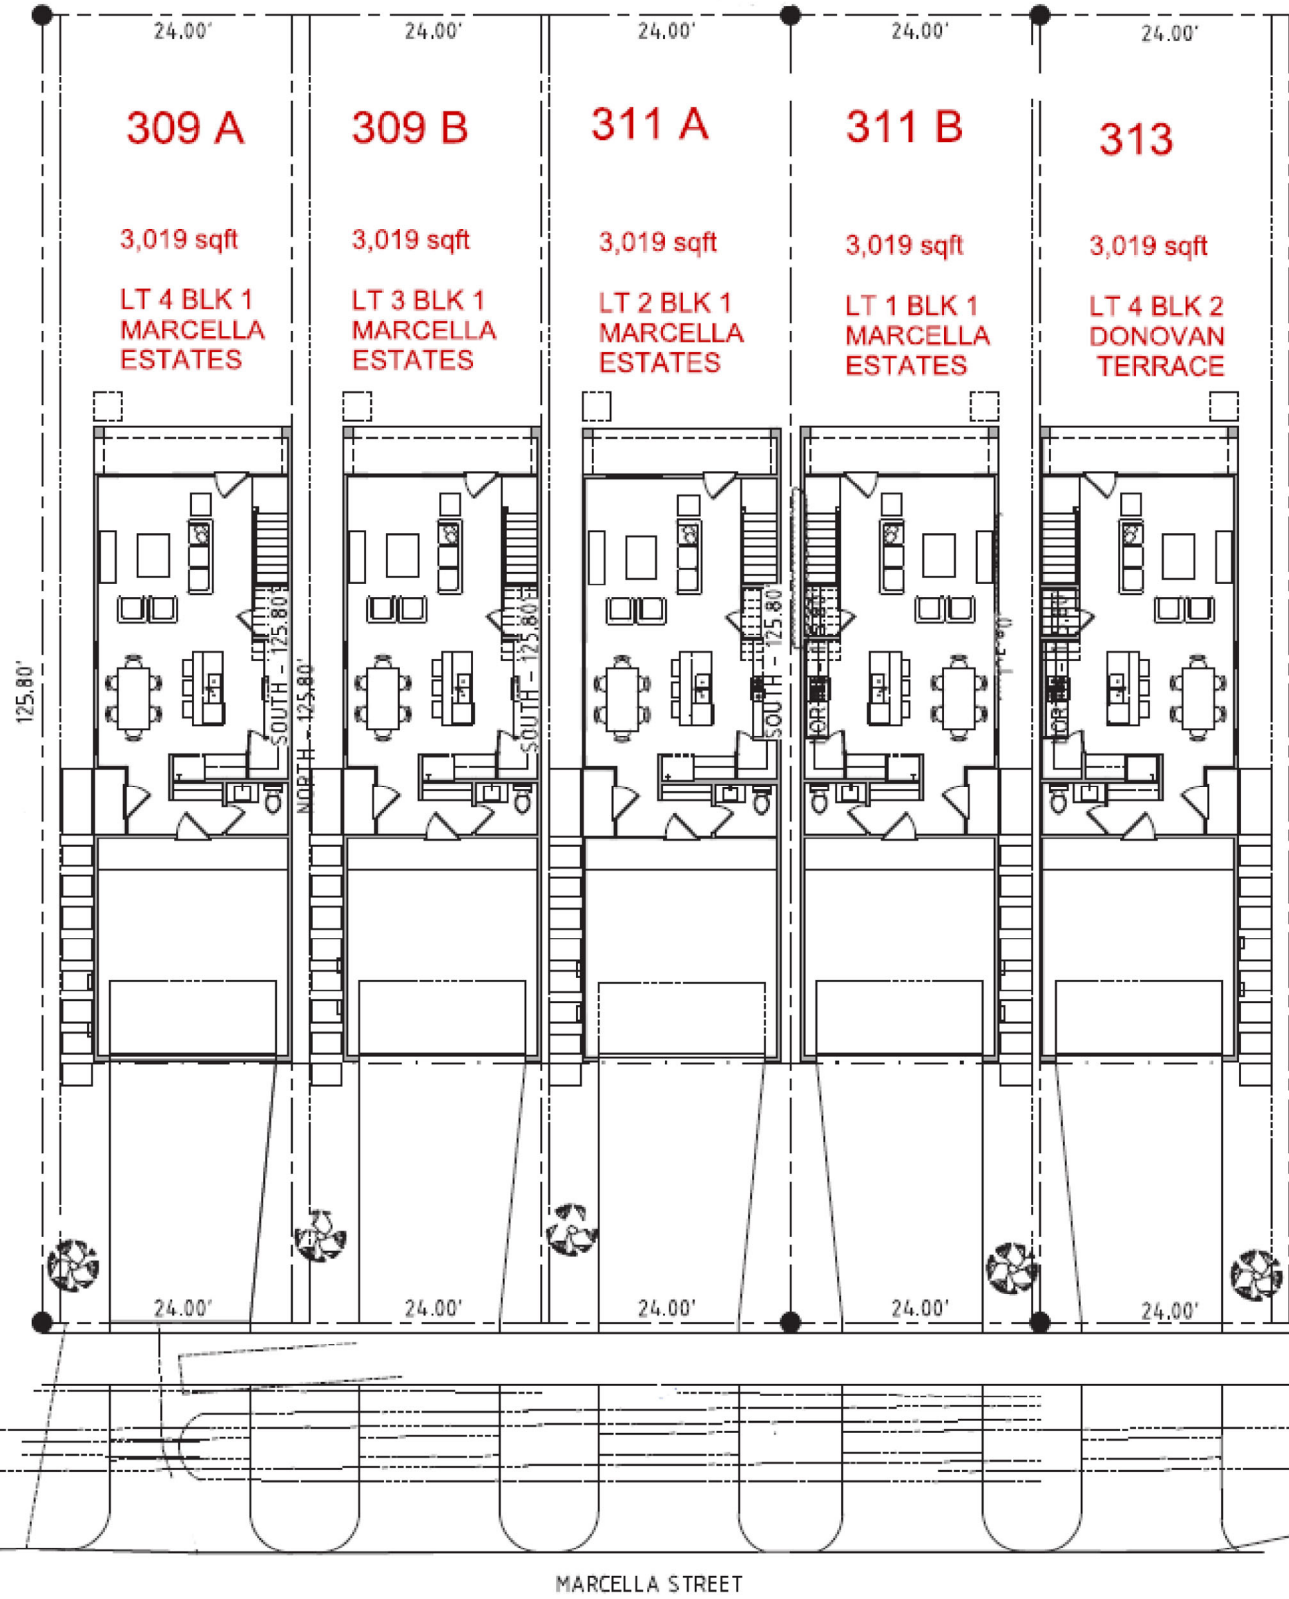 24.00' 24.00' 24.00' 24.00' 24.00'
309 A
309 B
311 A
311 B
313
3,019 sqft
3,019 sqft
3,019 sqft
3,019 sqft
3,019 sqft
LT 4 BLK 1
MARCELLA
ESTATES
LT 3 BLK 1
MARCELLA
ESTATES
LT 2 BLK 1
MARCELLA
ESTATES
LT 1 BLK 1
MARCELLA
ESTATES
LT 4 BLK 2
DONOVAN
TERRACE
125.80'
SOUTH - 125.80'
NORTH - 125.80'
SOUTH - 125.80'
SOUTH - 125.80'
24.00' 24.00' 24.00' 24.00' 24.00'
MARCELLA STREET